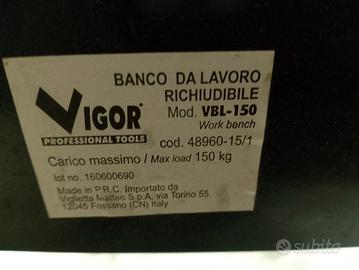 BANCO DA LAVORO
RICHIUDIBILE
Mod. VBL-150
Work bench
VIGOR
PROFESSIONAL TOOLS
cod. 48960-15/1
Carico massimo / Max load 150 kg
lot no. 160600690
Made in P.R.C. Importato da
Viglietta Matteo S.p.A, via Torino 55
12045 Fossano (CN) Italy
subito